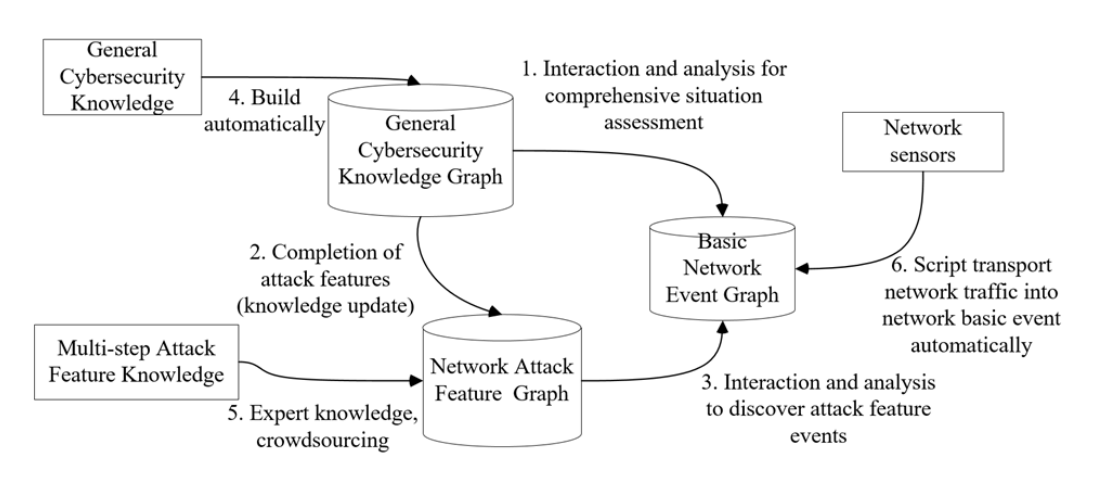 General
Cybersecurity
Knowledge
4. Build
automatically
General
Cybersecurity
Knowledge Graph
1. Interaction and analysis for
comprehensive situation
assessment
Network
sensors
Basic
Network
Event Graph
2. Completion of
attack features
(knowledge update)
6. Script transport
network traffic into
network basic event
automatically
Multi-step Attack
Feature Knowledge
Network Attack
Feature Graph
5. Expert knowledge,
crowdsourcing
3. Interaction and analysis
to discover attack feature
events